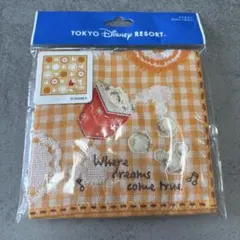 TOKYO Disney RESORT®
Where
dreams
come true.